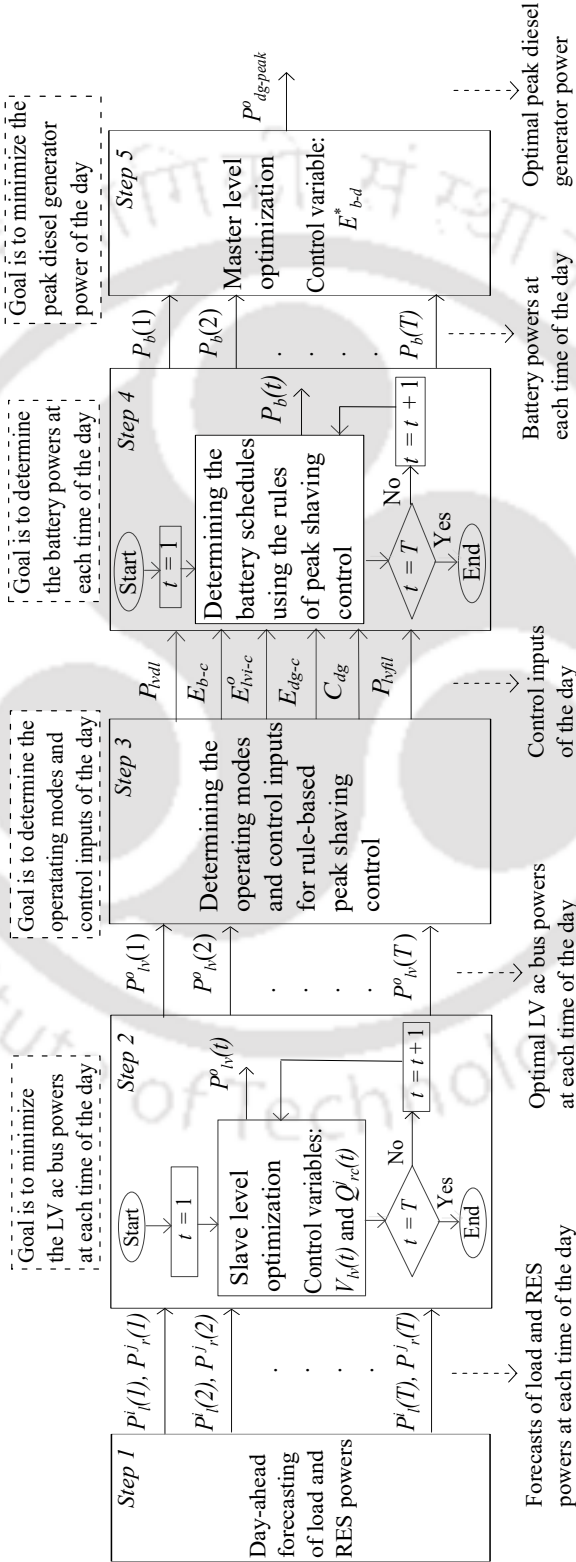 Step 1
Day-ahead
forecasting
of load and
RES powers
Forecasts of load and RES
powers at each time of the day
P^i_l(1), P^j_r(1)
P^i_l(2), P^j_r(2)
. . . .
P^i_l(T), P^j_r(T)
Goal is to minimize
the LV ac bus powers
at each time of the day
Step 2
Start
t = 1
Slave level
optimization
Control variables:
V_lv(t) and Q^j_rc(t)
P^o_lv(t)
t = T
No
t = t + 1
Yes
End
P^o_lv(1)
P^o_lv(2)
. . . .
P^o_lv(T)
Optimal LV ac bus powers
at each time of the day
Goal is to determine the
operatating modes and
control inputs of the day
Step 3
Determining the
operating modes
and control inputs
for rule-based
peak shaving
control
P_lvdl
E_b-c
E^o_lvi-c
E_dg-c
C_dg
P_lvfil
Control inputs
of the day
Goal is to determine
the battery powers at
each time of the day
Step 4
Start
t = 1
Determining the
battery schedules
using the rules
of peak shaving
control
P_b(t)
t = T
No
t = t + 1
Yes
End
P_b(1)
P_b(2)
. . . .
P_b(T)
Battery powers at
each time of the day
Goal is to minimize the
peak diesel generator
power of the day
Step 5
Master level
optimization
Control variable:
E^*_b-d
P^o_dg-peak
Optimal peak diesel
generator power
tute of Technolo